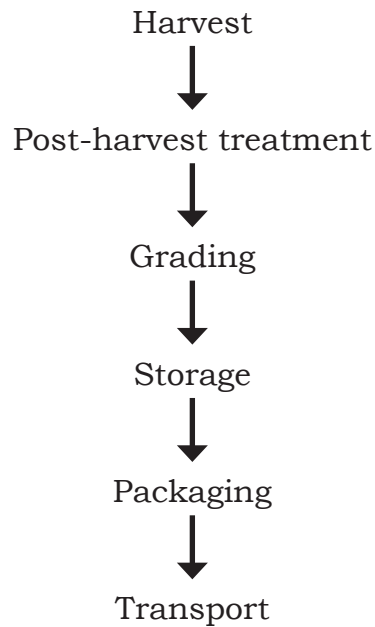 Harvest
Post-harvest treatment
Grading
Storage
Packaging
Transport